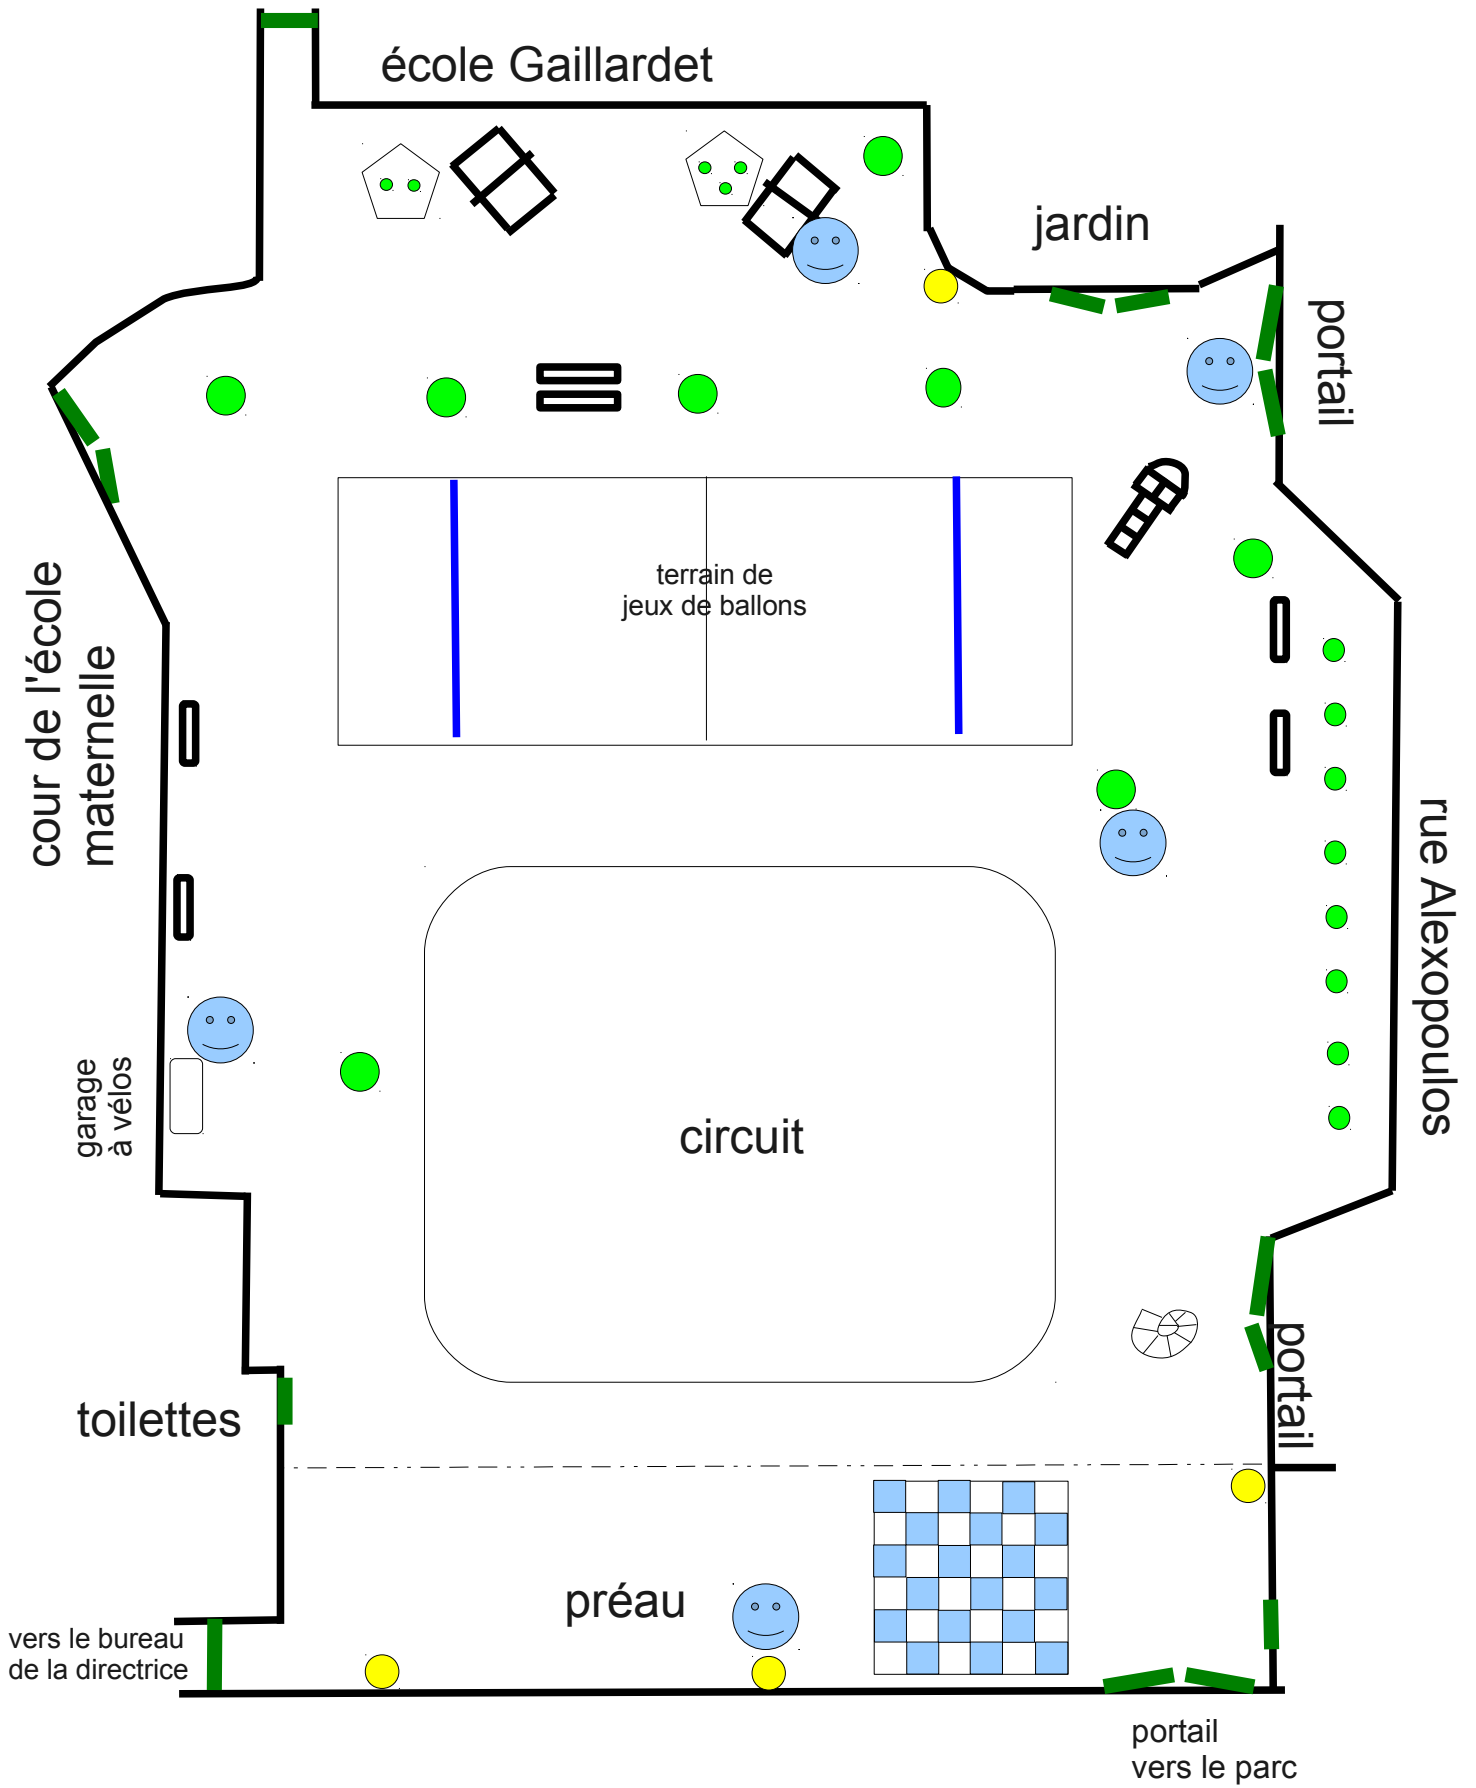 école Gaillardet
jardin
portail
terrain de
jeux de ballons
cour de l'école
maternelle
rue Alexopoulos
garage
à vélos
circuit
portail
toilettes
préau
vers le bureau
de la directrice
portail
vers le parc